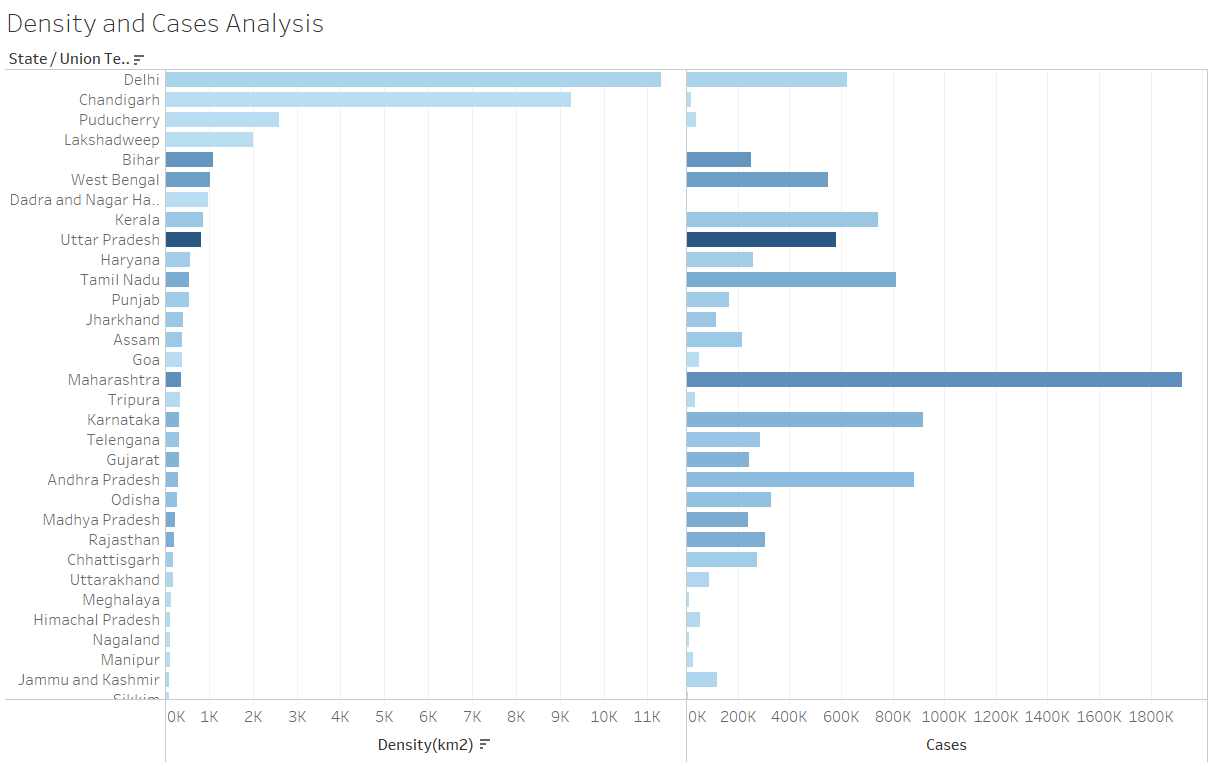 Density and Cases Analysis
State / Union Te..
Delhi
Chandigarh
Puducherry
Lakshadweep
Bihar
West Bengal
Dadra and Nagar Ha..
Kerala
Uttar Pradesh
Haryana
Tamil Nadu
Punjab
Jharkhand
Assam
Goa
Maharashtra
Tripura
Karnataka
Telengana
Gujarat
Andhra Pradesh
Odisha
Madhya Pradesh
Rajasthan
Chhattisgarh
Uttarakhand
Meghalaya
Himachal Pradesh
Nagaland
Manipur
Jammu and Kashmir
Sikkim
0K 1K 2K 3K 4K 5K 6K 7K 8K 9K 10K 11K
Density(km2)
0K 200K 400K 600K 800K 1000K 1200K 1400K 1600K 1800K
Cases